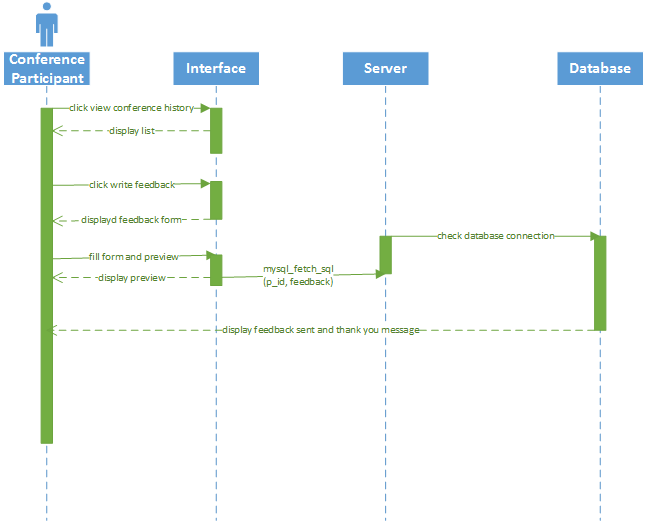 Conference
Participant
Interface
Server
Database
click view conference history
display list
click write feedback
displayd feedback form
check database connection
fill form and preview
mysql_fetch_sql
(p_id, feedback)
display preview
display feedback sent and thank you message